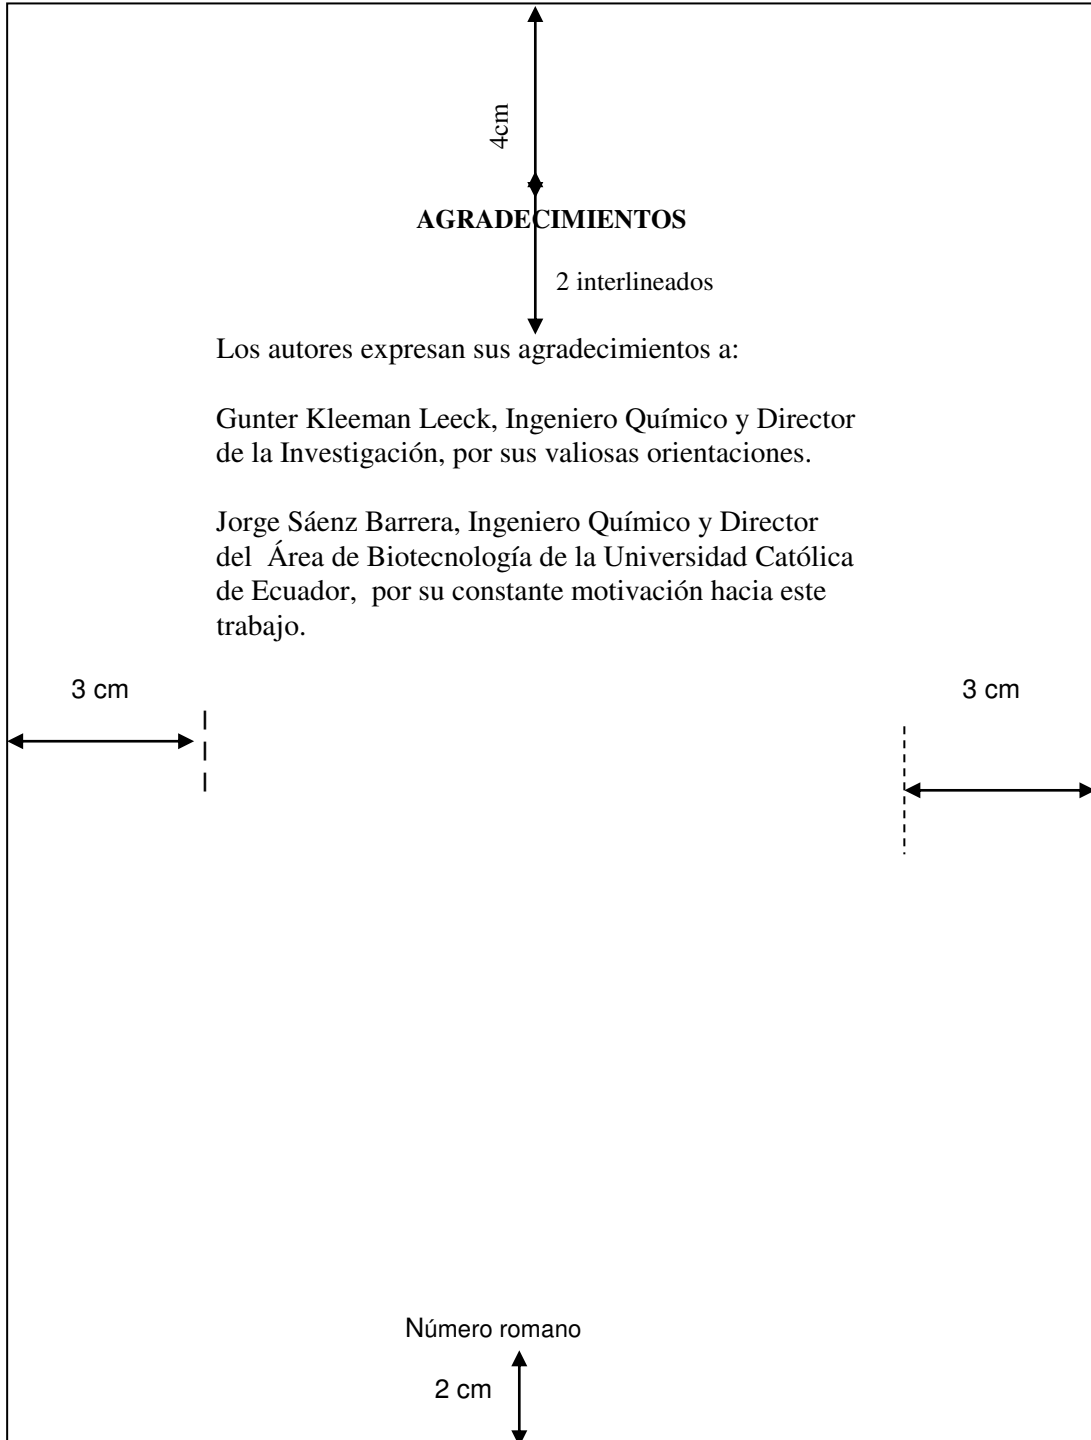 4cm
AGRADECIMIENTOS
2 interlineados
Los autores expresan sus agradecimientos a:
Gunter Kleeman Leeck, Ingeniero Químico y Director
de la Investigación, por sus valiosas orientaciones.
Jorge Sáenz Barrera, Ingeniero Químico y Director
del  Área de Biotecnología de la Universidad Católica
de Ecuador,  por su constante motivación hacia este
trabajo.
3 cm
3 cm
Número romano
2 cm